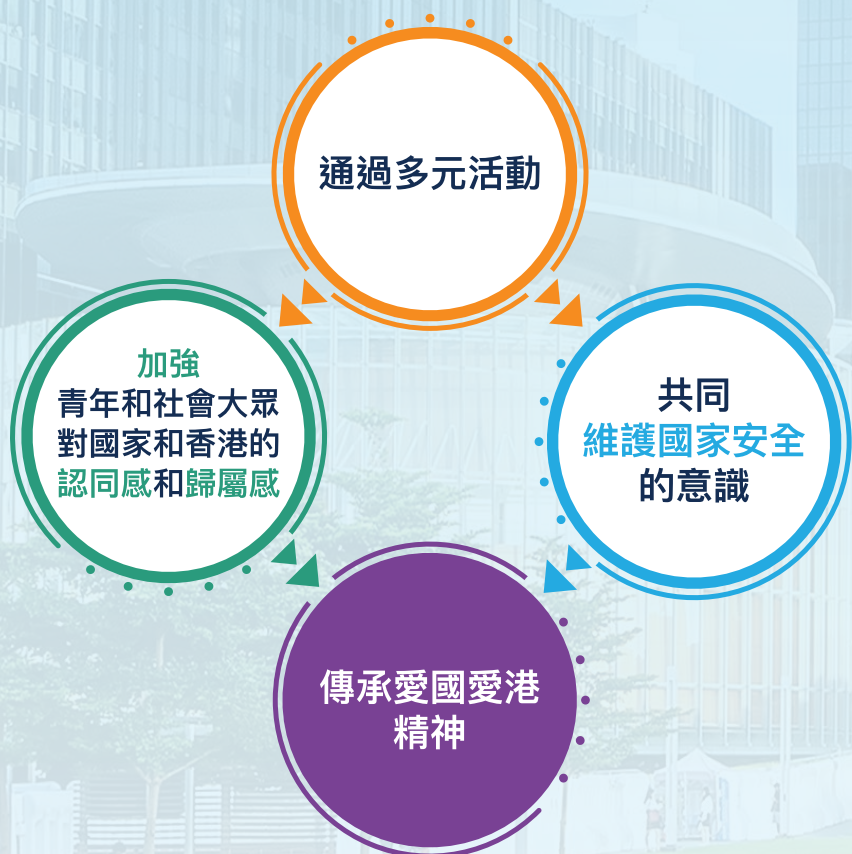 通過多元活動
加強
青年和社會大眾
對國家和香港的
認同感和歸屬感
共同
維護國家安全
的意識
傳承愛國愛港
精神